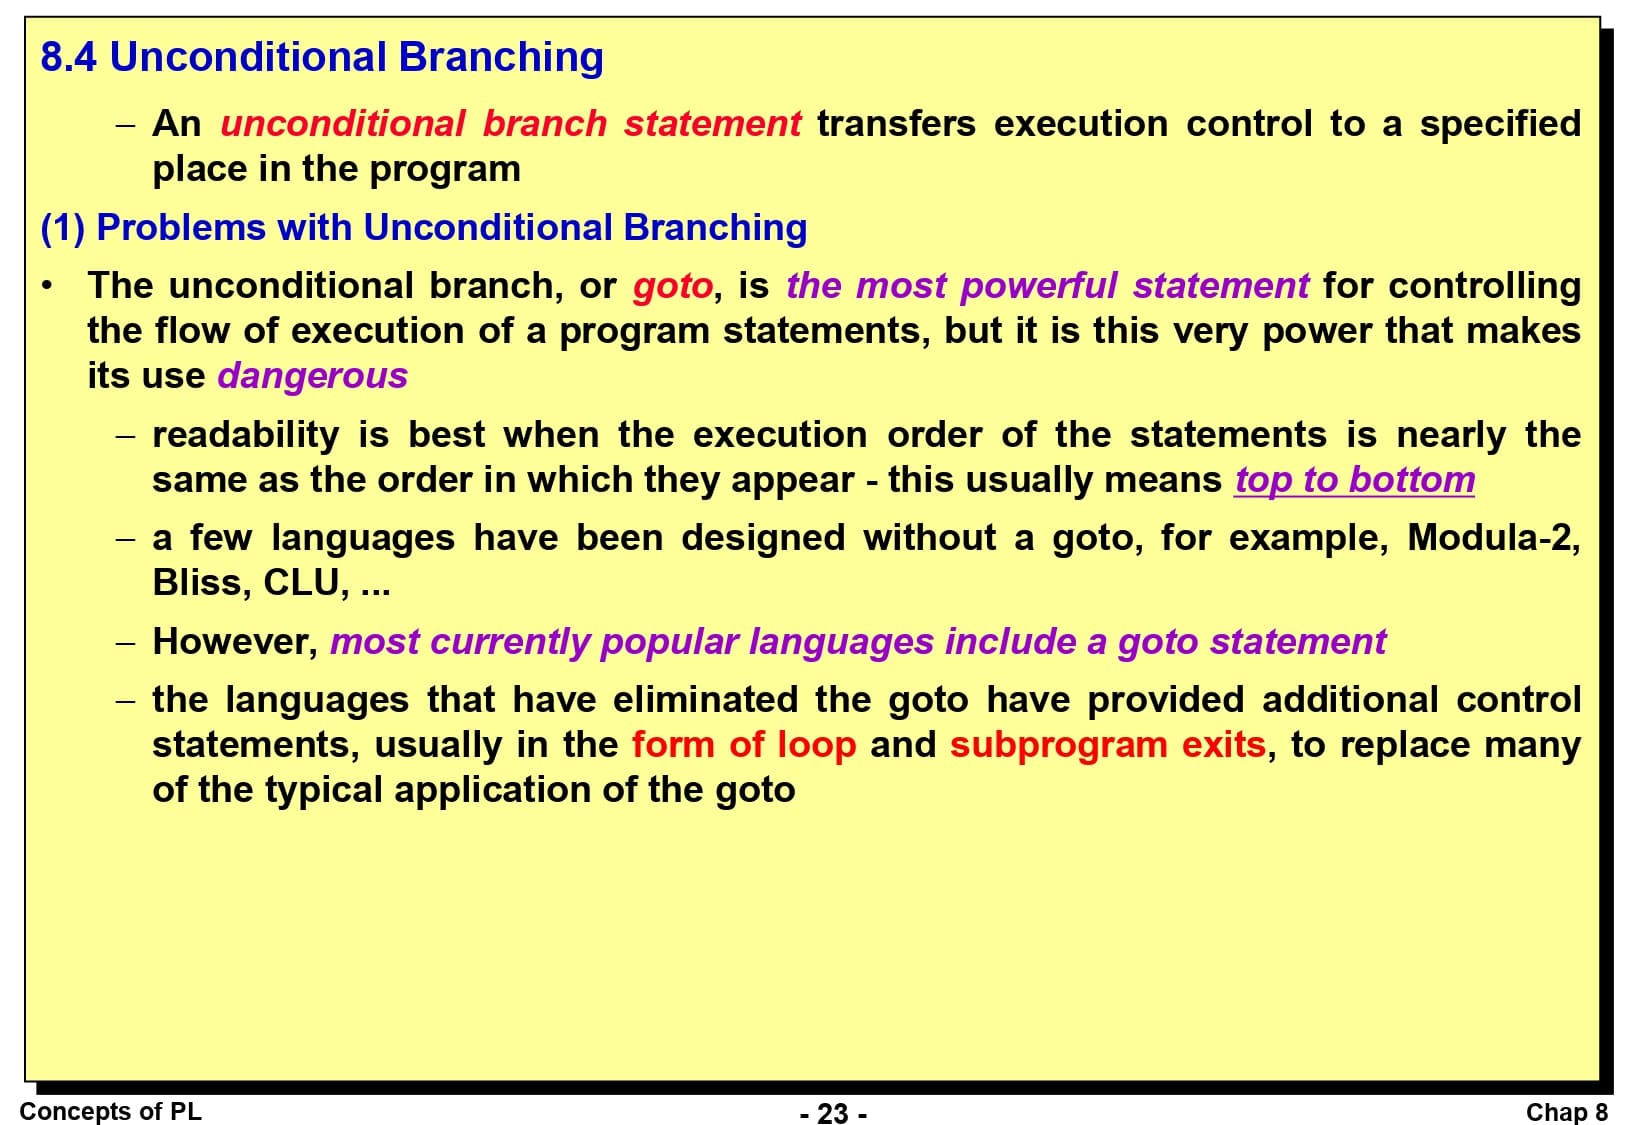 8.4 Unconditional Branching
– An unconditional branch statement transfers execution control to a specified
place in the program
(1) Problems with Unconditional Branching
• The unconditional branch, or goto, is the most powerful statement for controlling
the flow of execution of a program statements, but it is this very power that makes
its use dangerous
– readability is best when the execution order of the statements is nearly the
same as the order in which they appear - this usually means top to bottom
– a few languages have been designed without a goto, for example, Modula-2,
Bliss, CLU, ...
– However, most currently popular languages include a goto statement
– the languages that have eliminated the goto have provided additional control
statements, usually in the form of loop and subprogram exits, to replace many
of the typical application of the goto
Concepts of PL
- 23 -
Chap 8